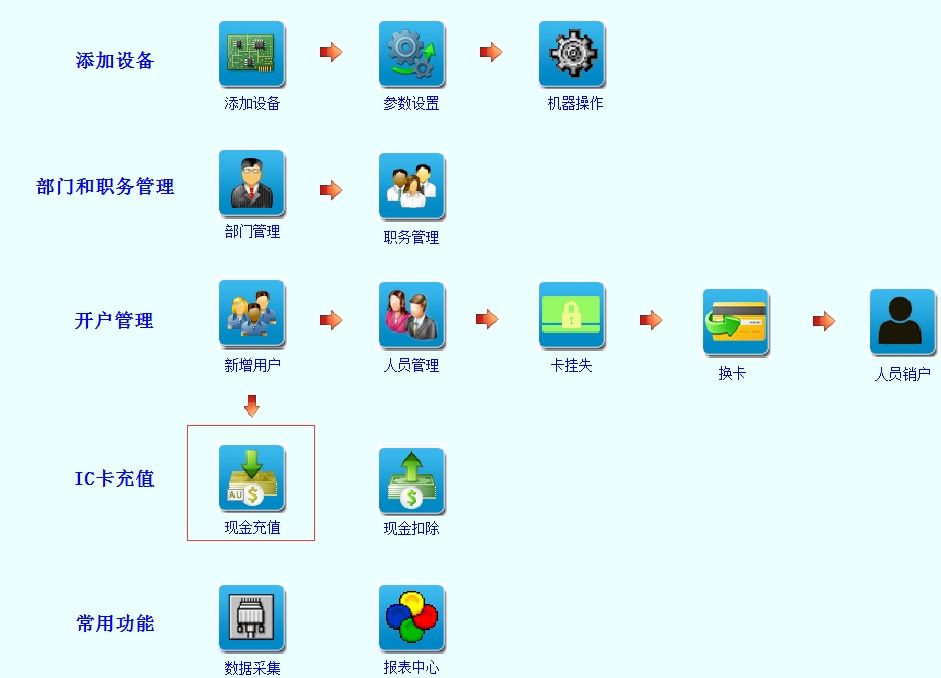 添加设备
添加设备
参数设置
机器操作
部门和职务管理
部门管理
职务管理
开户管理
新增用户
人员管理
卡挂失
换卡
人员销户
IC卡充值
AU $
$
现金充值
现金扣除
常用功能
数据采集
报表中心